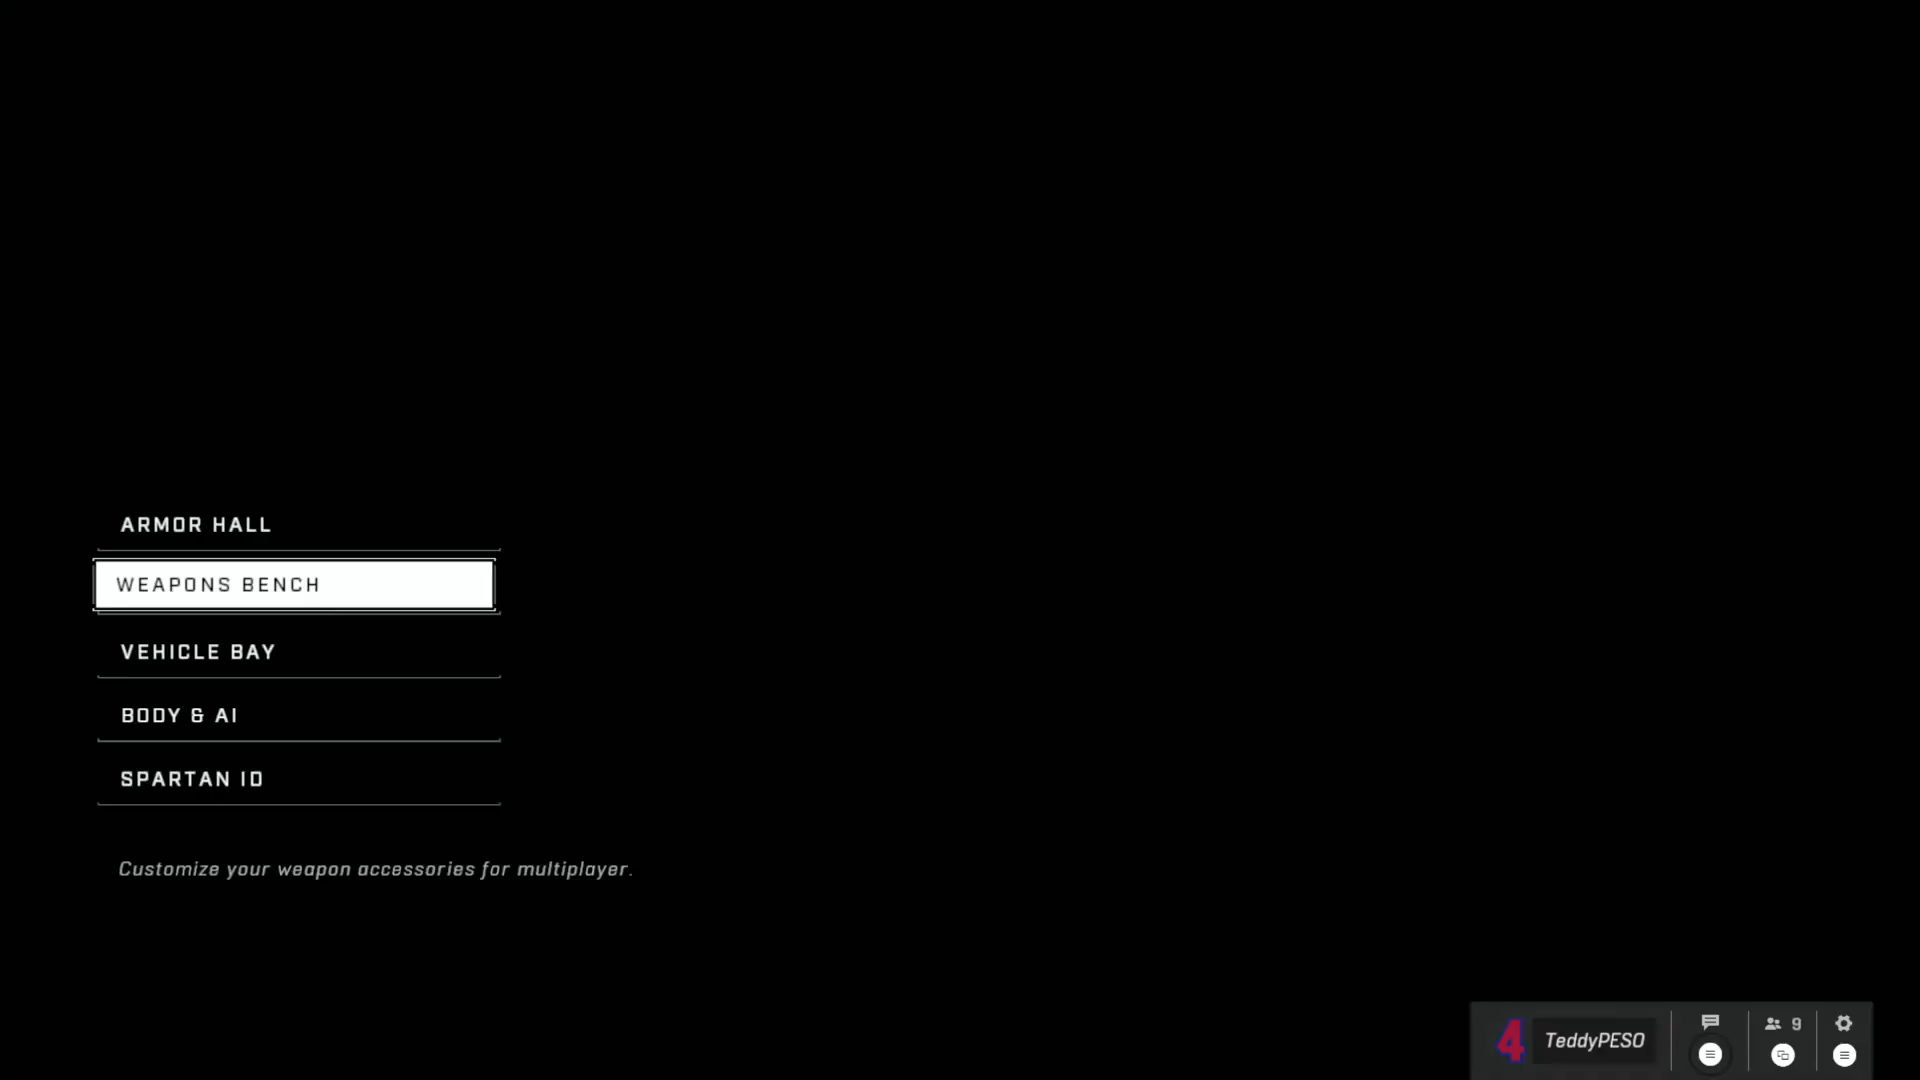 ARMOR HALL
WEAPONS BENCH
VEHICLE BAY
BODY & AI
SPARTAN ID
Customize your weapon accessories for multiplayer.
4 TeddyPESO 9